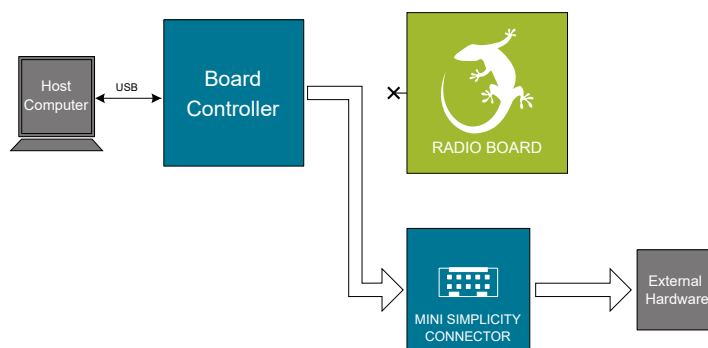 Host
Computer
USB
Board
Controller
RADIO BOARD
MINI SIMPLICITY
CONNECTOR
External
Hardware